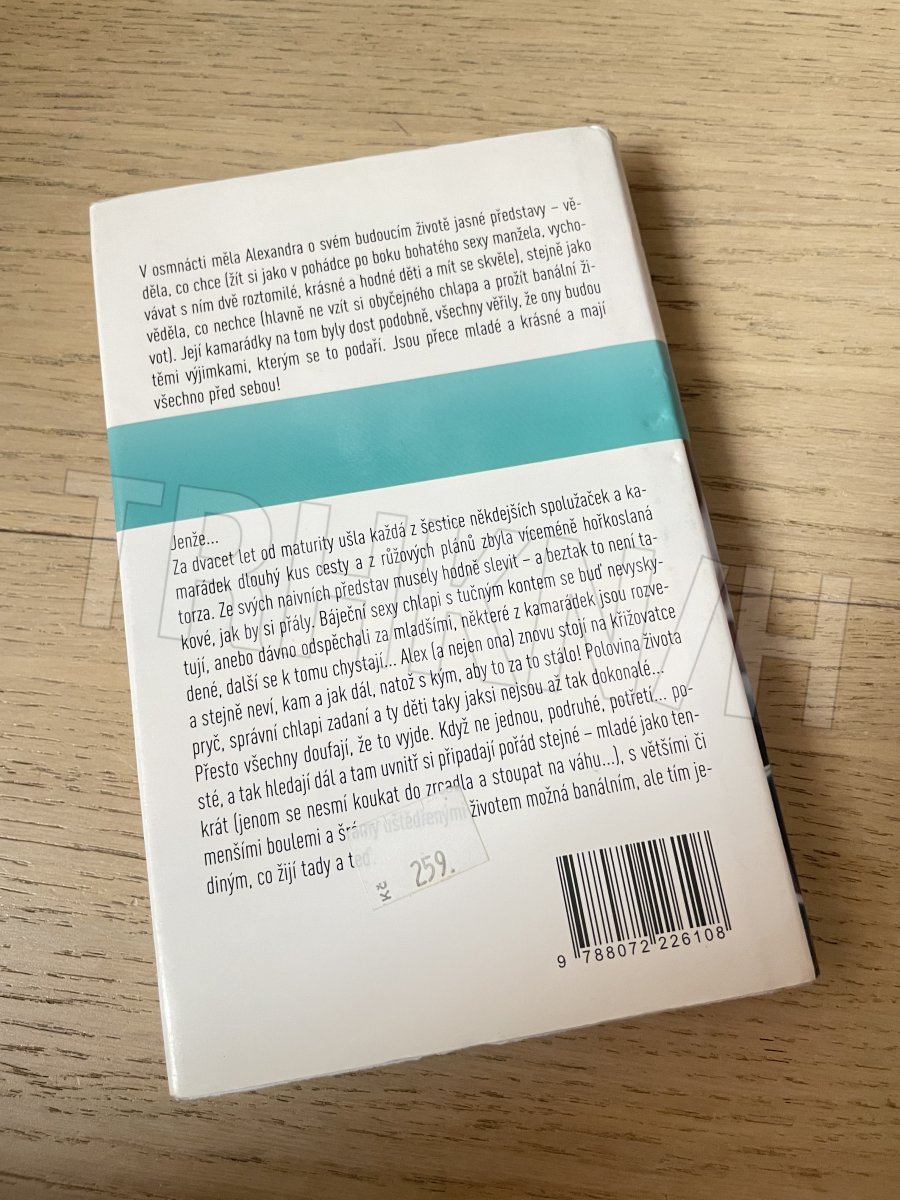 V osmnácti měla Alexandra o svém budoucím životě jasné představy – vě-
děla, co chce (žít si jako v pohádce po boku bohatého sexy manžela, vycho-
vávat s ním dvě roztomilé, krásné a hodné děti a mít se skvěle), stejně jako
věděla, co nechce (hlavně ne vzít si obyčejného chlapa a prožít banální ži-
vot). Její kamarádky na tom byly dost podobně, všechny věřily, že ony budou
těmi výjimkami, kterým se to podaří. Jsou přece mladé a krásné a mají
všechno před sebou!
Jenže...
Za dvacet let od maturity ušla každá z šestice někdejších spolužaček a ka-
marádek dlouhý kus cesty a z růžových plánů zbyla víceméně hořkoslaná
torza. Ze svých naivních představ musely hodně slevit – a beztak to není ta-
kové, jak by si přály. Báječní sexy chlapi s tučným kontem se buď nevysky-
tují, anebo dávno odspěchali za mladšími, některé z kamarádek jsou rozve-
dené, další se k tomu chystají... Alex (a nejen ona) znovu stojí na křižovatce
a stejně neví, kam a jak dál, natož s kým, aby to za to stálo! Polovina života
pryč, správní chlapi zadaní a ty děti taky jaksi nejsou až tak dokonalé...
Přesto všechny doufají, že to vyjde. Když ne jednou, podruhé, potřetí... po-
sté, a tak hledají dál a tam uvnitř si připadají pořád stejně – mladé jako ten-
krát (jenom se nesmí koukat do zrcadla a stoupat na váhu...), s většími či
menšími boulemi a šrámy uštědřenými životem možná banálním, ale tím je-
diným, co žijí tady a teď.
Kč 259.
9 788072 226108
TRHKNIH